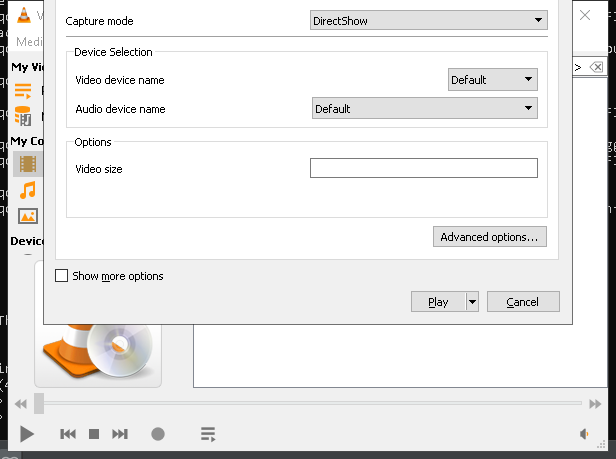 V
Capture mode
DirectShow
Medi
Device Selection
My Vi
Video device name
Default
Audio device name
Default
My Co
Options
Video size
Device
Advanced options...
Show more options
Play
Cancel